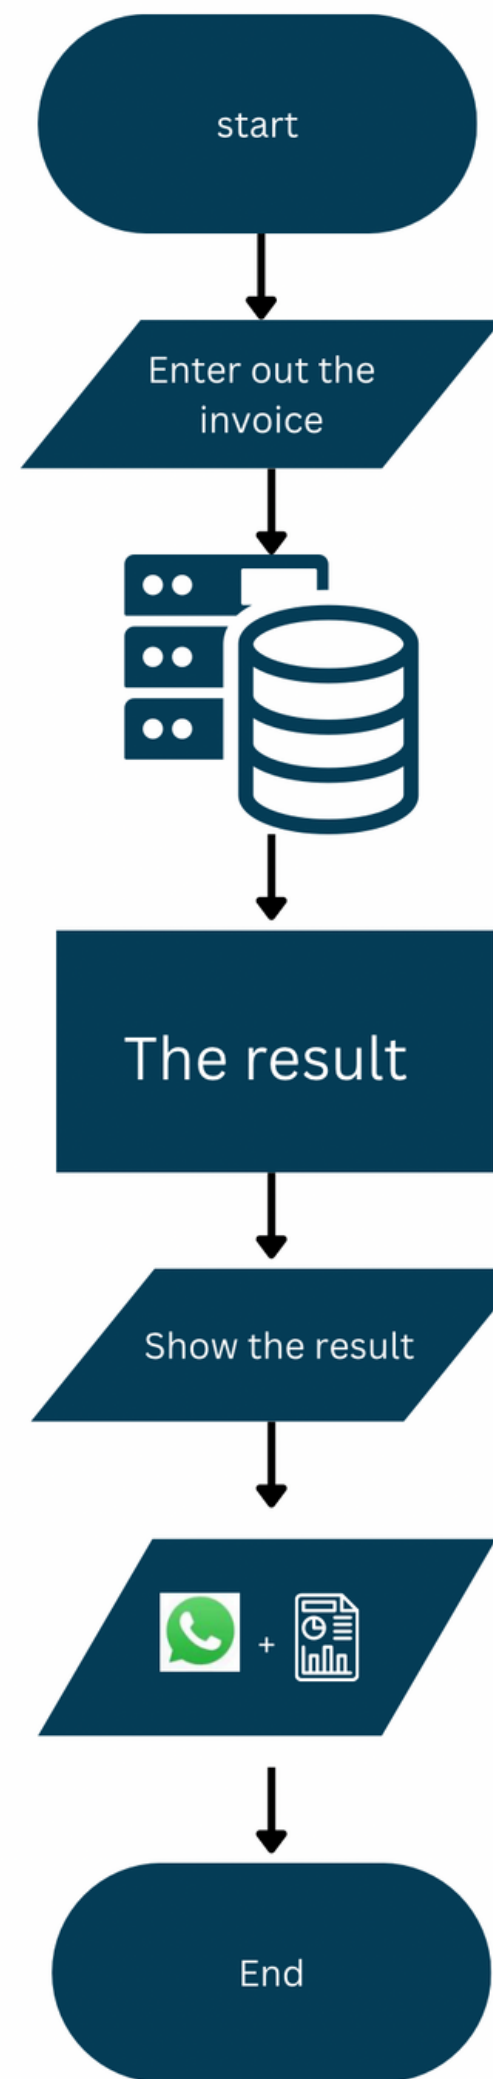 start
Enter out the
invoice
The result
Show the result
+
End